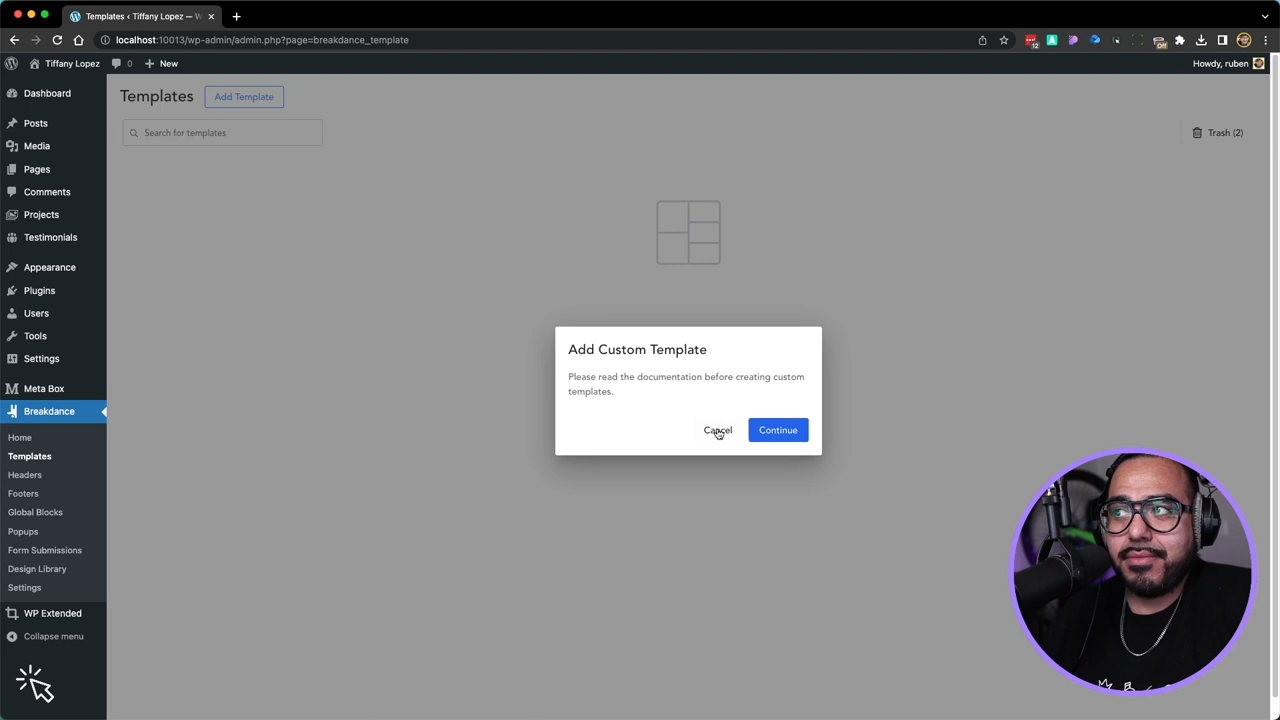 Templates ‹ Tiffany Lopez — W
localhost:10013/wp-admin/admin.php?page=breakdance_template
12
Off
Tiffany Lopez
0
New
Howdy, ruben
Dashboard
Posts
Media
Pages
Comments
Projects
Testimonials
Appearance
Plugins
Users
Tools
Settings
Meta Box
Breakdance
Home
Templates
Headers
Footers
Global Blocks
Popups
Form Submissions
Design Library
Settings
WP Extended
Collapse menu
Templates
Add Template
Search for templates
Trash (2)
Add Custom Template
Please read the documentation before creating custom
templates.
Cancel
Continue